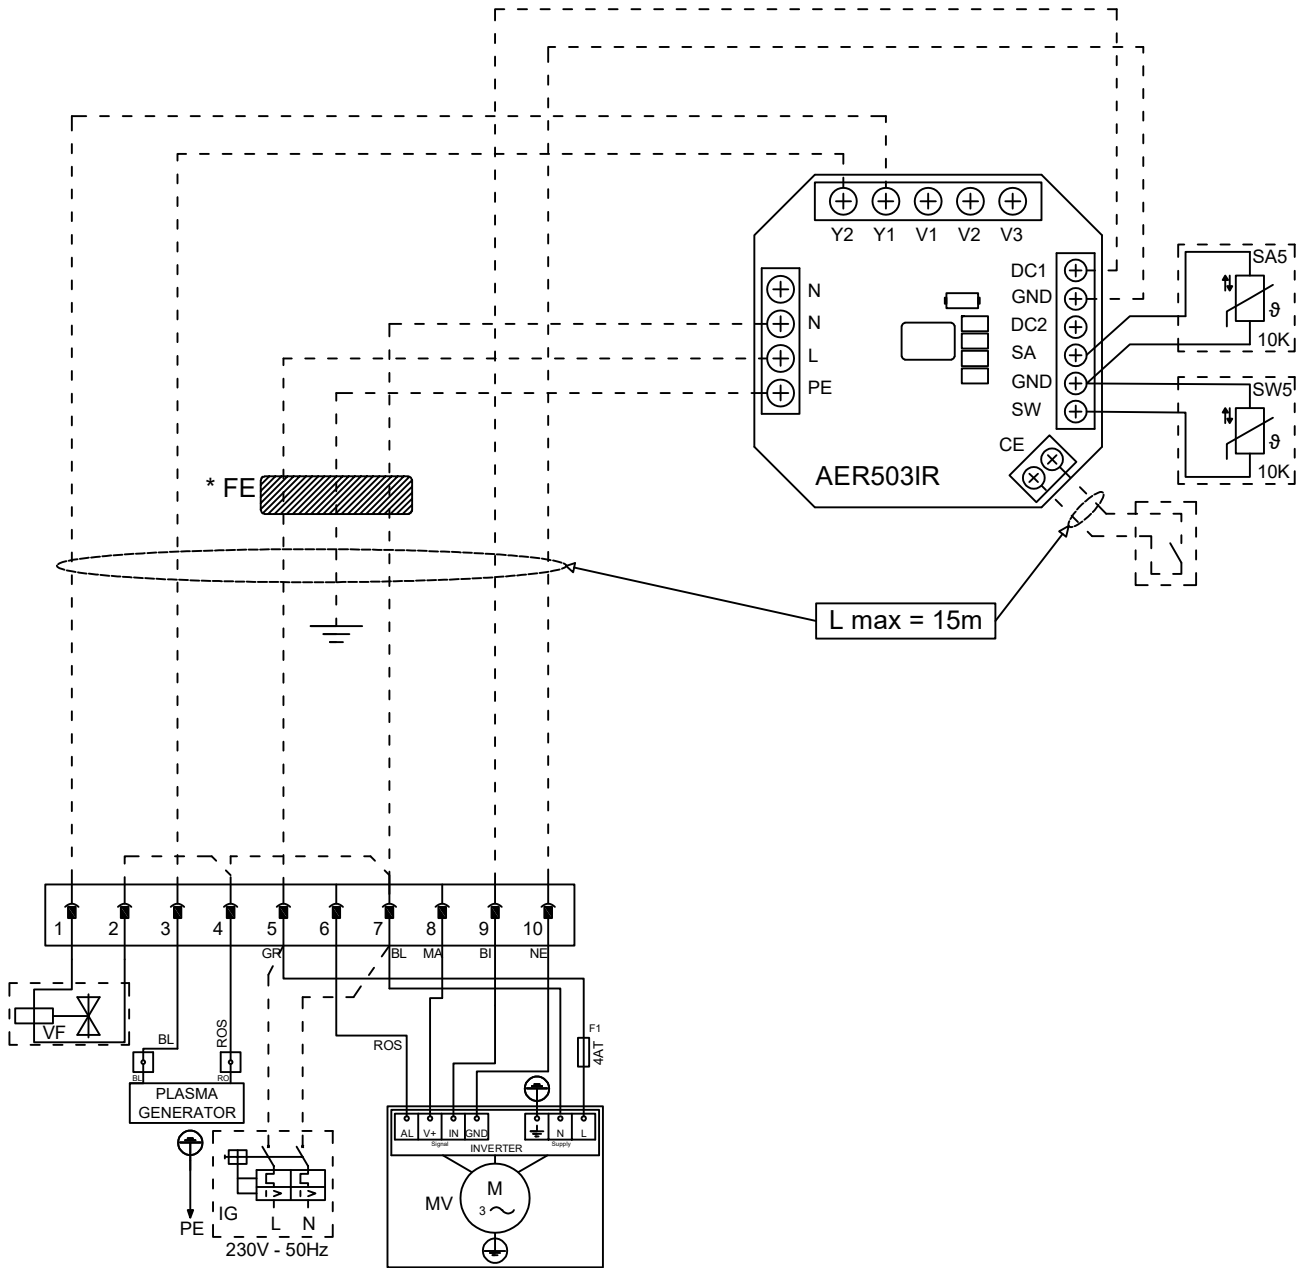 Y2 Y1 V1 V2 V3
N
N
L
PE
DC1
GND
DC2
SA
GND
SW
CE
AER503IR
SA5
ϑ
10K
SW5
ϑ
10K
* FE
L max = 15m
1 2 3 4 5 6 7 8 9 10
GR BL MA BI NE
VF
BL
ROS
ROS
BL
RO
PLASMA
GENERATOR
PE
IG
L N
230V - 50Hz
F1
4AT
AL V+ IN GND N L
Signal Supply
INVERTER
MV
M
3